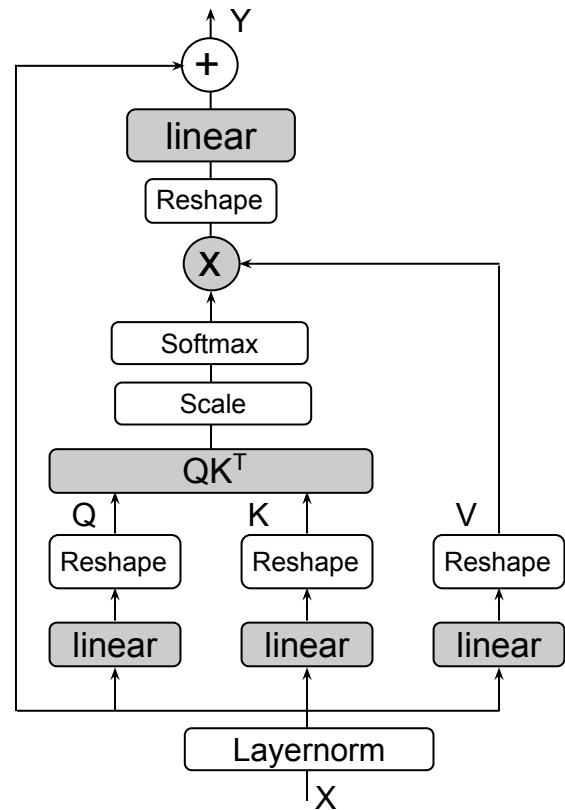 Y
+
linear
Reshape
x
Softmax
Scale
QKᵀ
Q K V
Reshape Reshape Reshape
linear linear linear
Layernorm
X